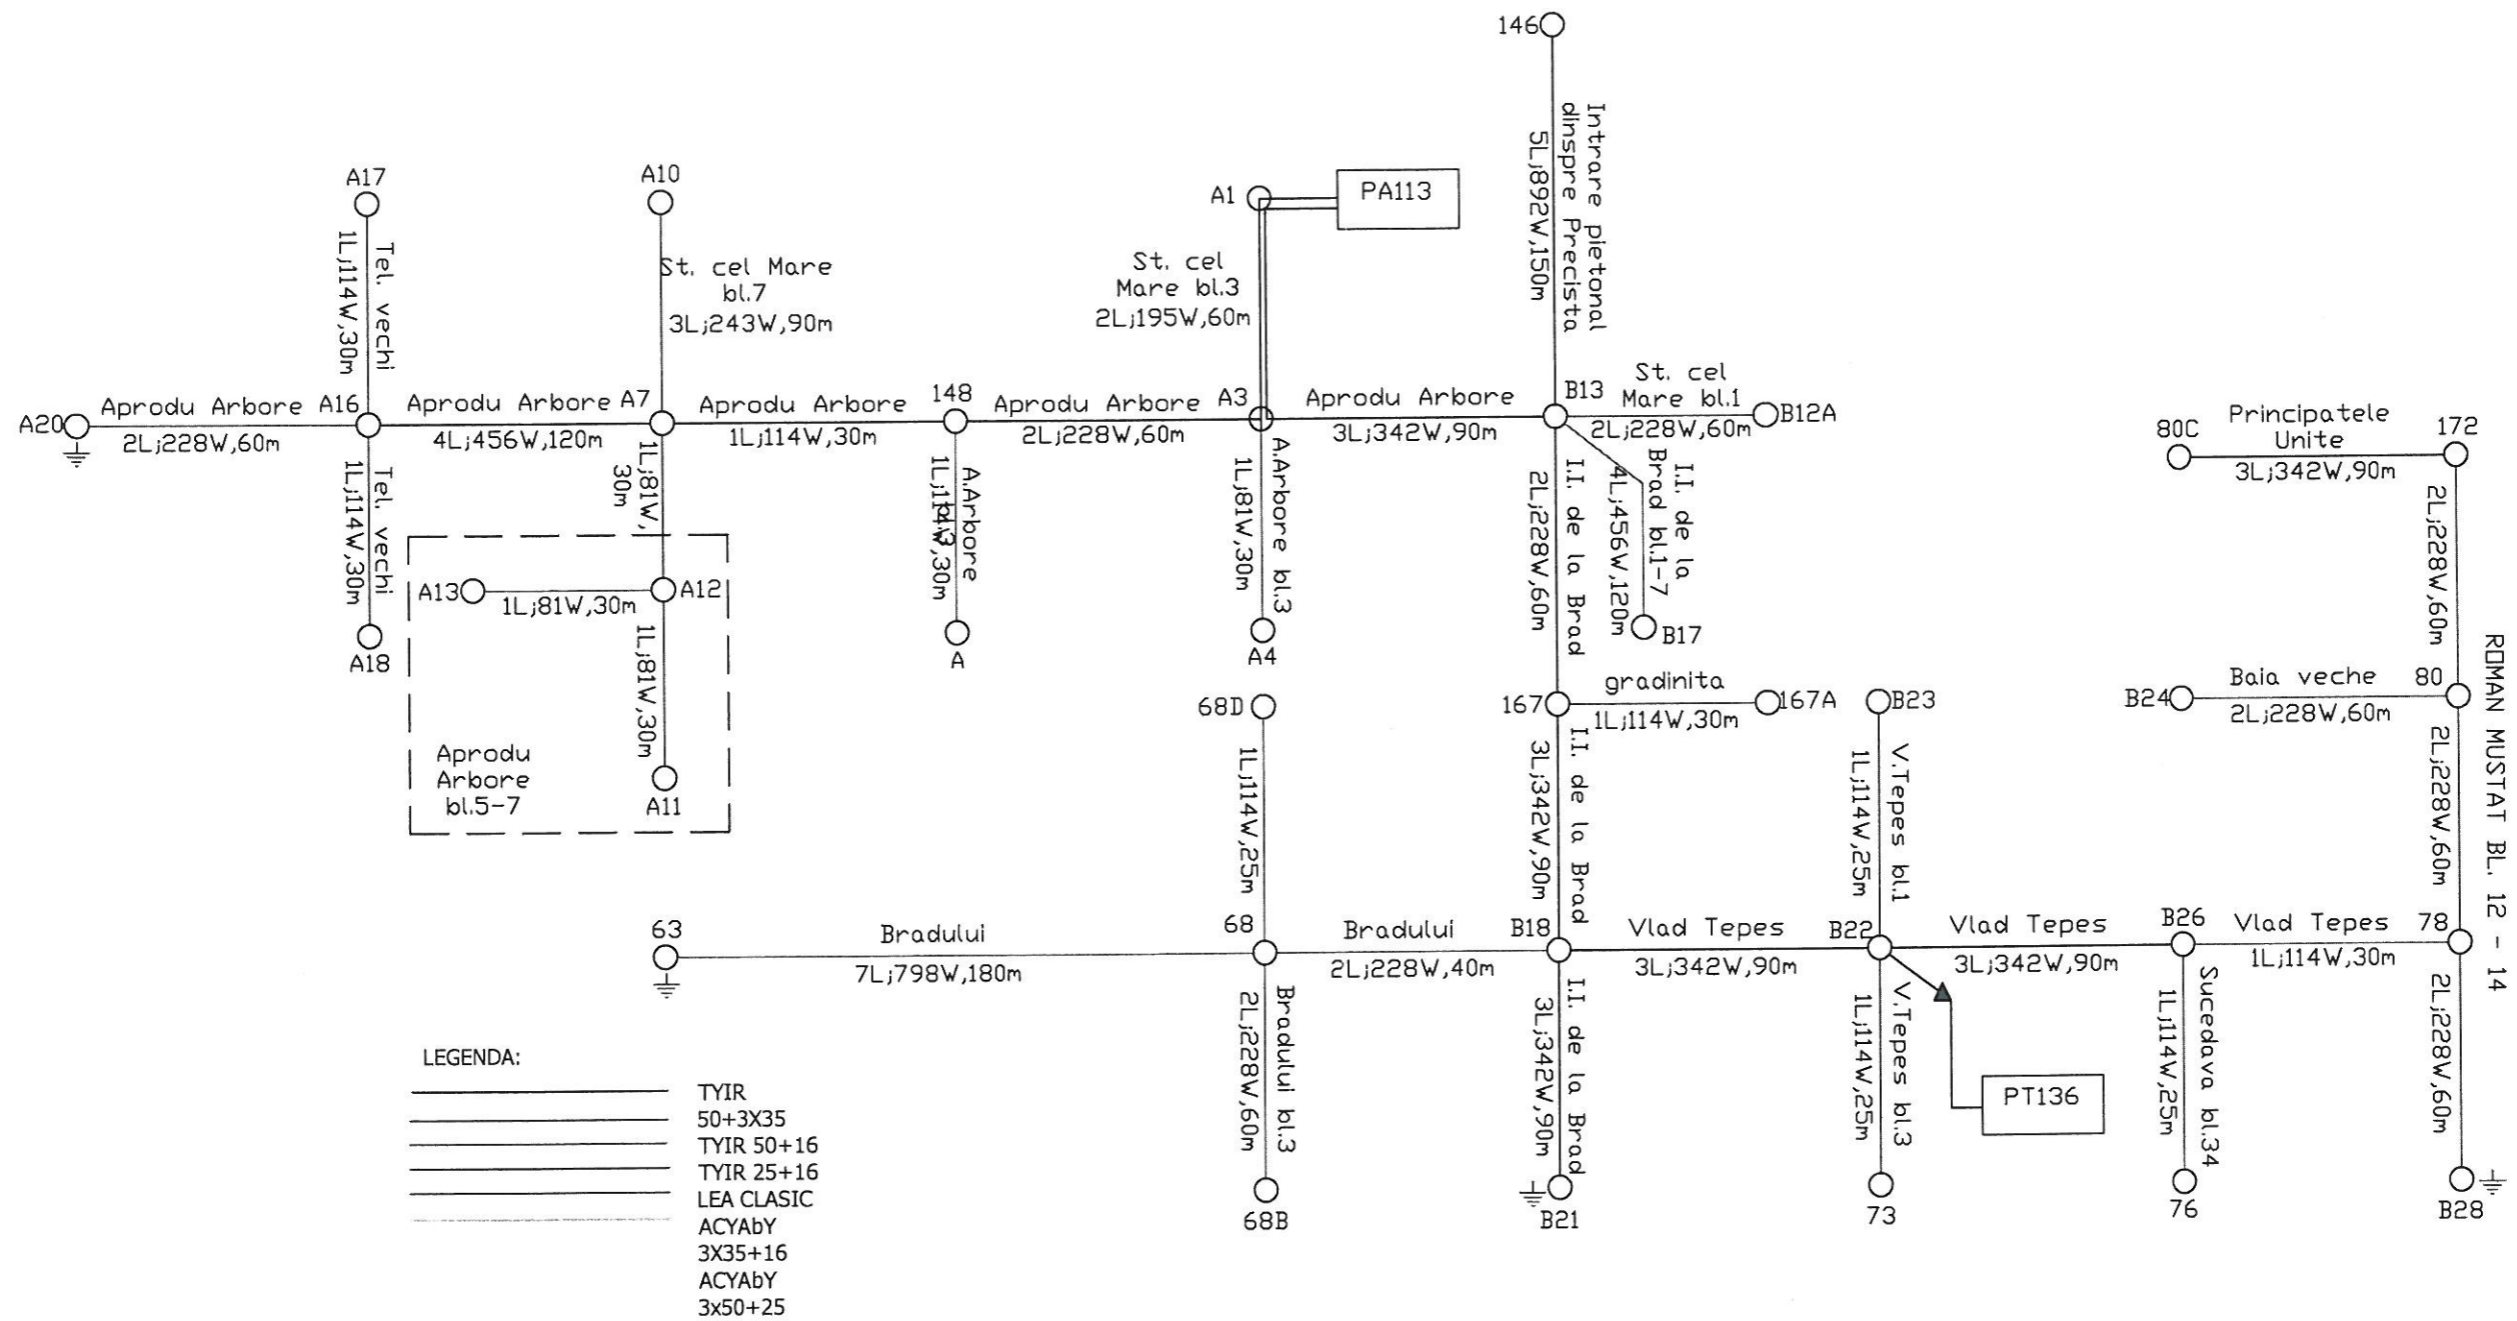 146
Intrare pietonal
dinspre Precista
5L;892W,150m
A17
A10
A1
PA113
Tel. vechi
1L;114W,30m
St. cel Mare
bl.7
3L;243W,90m
St. cel
Mare bl.3
2L;195W,60m
A20
Aprodu Arbore
2L;228W,60m
A16
Aprodu Arbore
4L;456W,120m
A7
Aprodu Arbore
1L;114W,30m
148
Aprodu Arbore
2L;228W,60m
A3
Aprodu Arbore
3L;342W,90m
B13
St. cel
Mare bl.1
2L;228W,60m
B12A
80C
Principatele
Unite
3L;342W,90m
172
Tel. vechi
1L;114W,30m
A18
1L;81W,
30m
A13
1L;81W,30m
A12
1L;81W,30m
A11
Aprodu
Arbore
bl.5-7
A.Arbore
1L;114W,30m
A
A.Arbore bl.3
1L;81W,30m
A4
I.I. de la Brad
2L;228W,60m
I.I. de la
Brad bl.1-7
4L;456W,120m
B17
2L;228W,60m
ROMAN MUSTAT BL. 12 - 14
68D
167
gradinita
1L;114W,30m
167A
B23
B24
Baia veche
2L;228W,60m
80
1L;114W,25m
I.I. de la Brad
3L;342W,90m
V.Tepes bl.1
1L;114W,25m
2L;228W,60m
63
Bradului
7L;798W,180m
68
Bradului
2L;228W,40m
B18
Vlad Tepes
3L;342W,90m
B22
Vlad Tepes
3L;342W,90m
B26
Vlad Tepes
1L;114W,30m
78
Bradului bl.3
2L;228W,60m
68B
I.I. de la Brad
3L;342W,90m
B21
V.Tepes bl.3
1L;114W,25m
73
PT136
Sucedava bl.34
1L;114W,25m
76
2L;228W,60m
B28
LEGENDA:
TYIR
50+3X35
TYIR 50+16
TYIR 25+16
LEA CLASIC
ACYAbY
3X35+16
ACYAbY
3x50+25